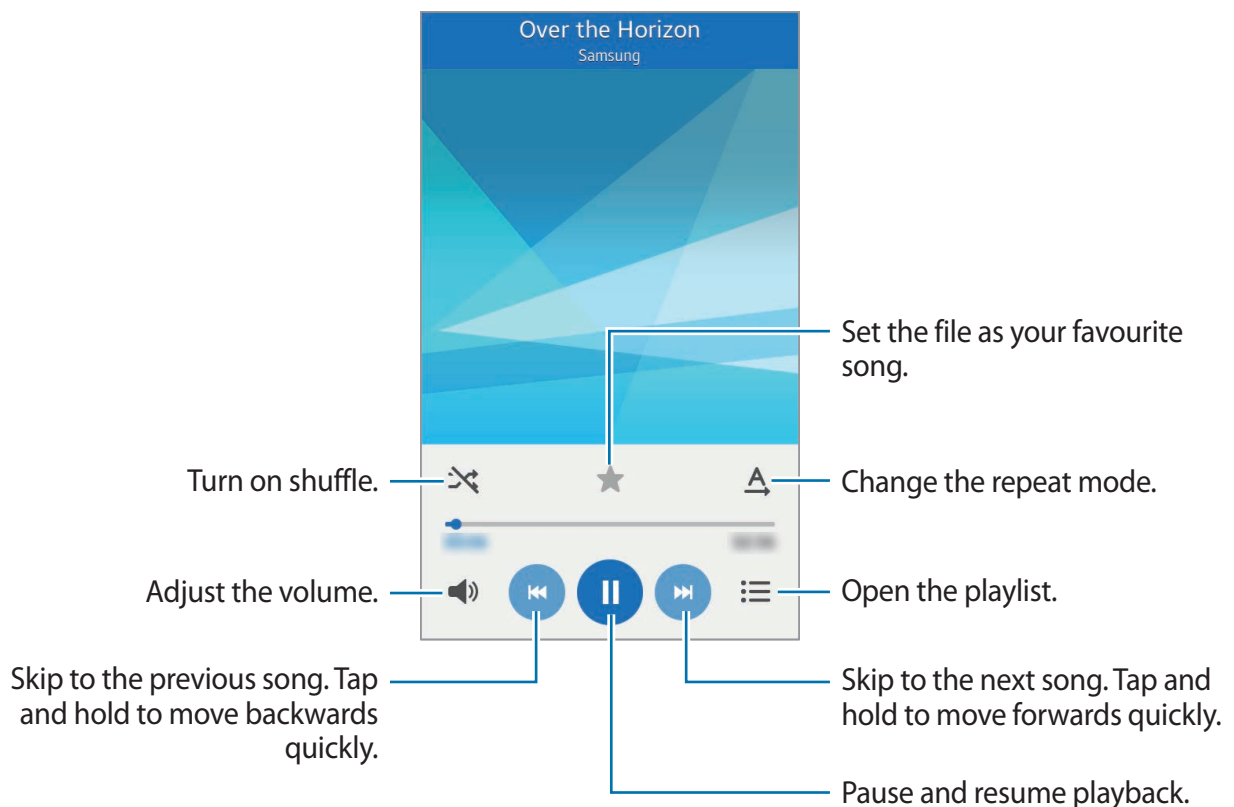 Over the Horizon
Samsung
Set the file as your favourite
song.
Turn on shuffle.
A
Change the repeat mode.
Adjust the volume.
Open the playlist.
Skip to the previous song. Tap
and hold to move backwards
quickly.
Skip to the next song. Tap and
hold to move forwards quickly.
Pause and resume playback.